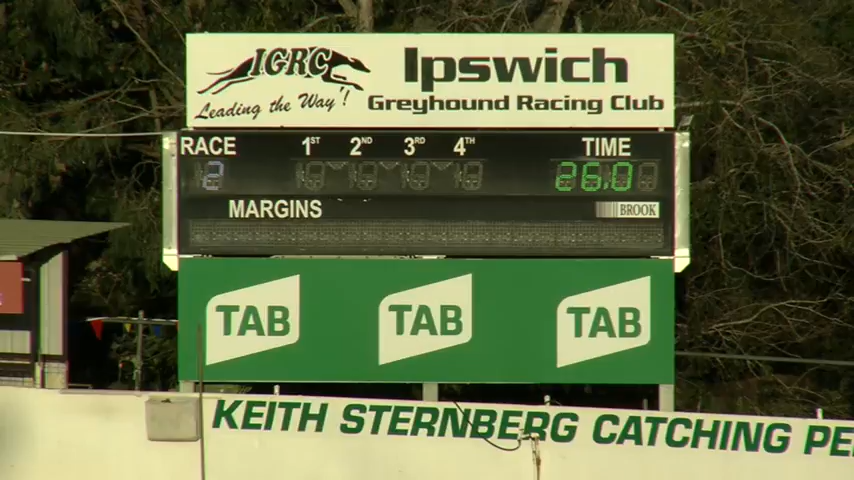 IGRC
Leading the Way'!
Ipswich
Greyhound Racing Club
RACE 1ST 2ND 3RD 4TH TIME
2 26.0
MARGINS BROOK
TAB TAB TAB
KEITH STERNBERG CATCHING PE